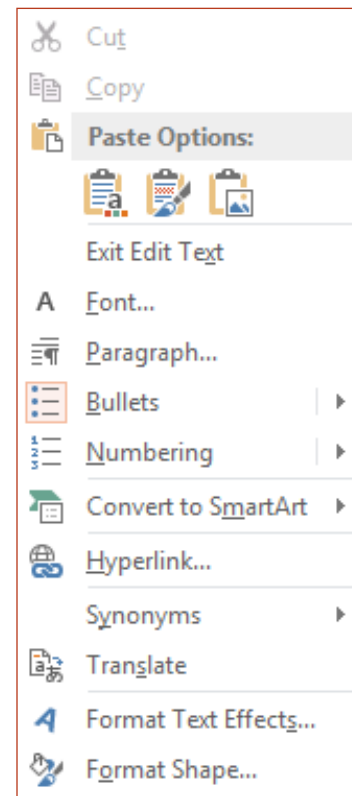 Cut
Copy
Paste Options:
Exit Edit Text
Font...
Paragraph...
Bullets
Numbering
Convert to SmartArt
Hyperlink...
Synonyms
Translate
Format Text Effects...
Format Shape...